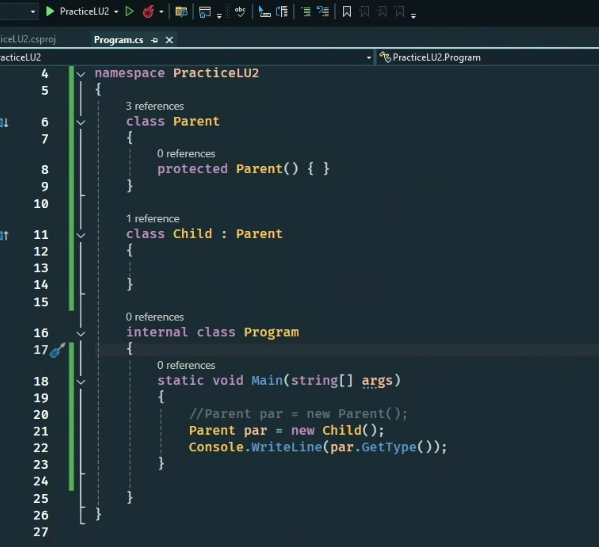 PracticeLU2
iceLU2.csproj
Program.cs
acticeLU2
PracticeLU2.Program
4 namespace PracticeLU2
5 {
3 references
6 class Parent
7 {
0 references
8 protected Parent() { }
9 }
10
1 reference
11 class Child : Parent
12 {
13
14 }
15
0 references
16 internal class Program
17 {
0 references
18 static void Main(string[] args)
19 {
20 //Parent par = new Parent();
21 Parent par = new Child();
22 Console.WriteLine(par.GetType());
23 }
24
25 }
26 }
27